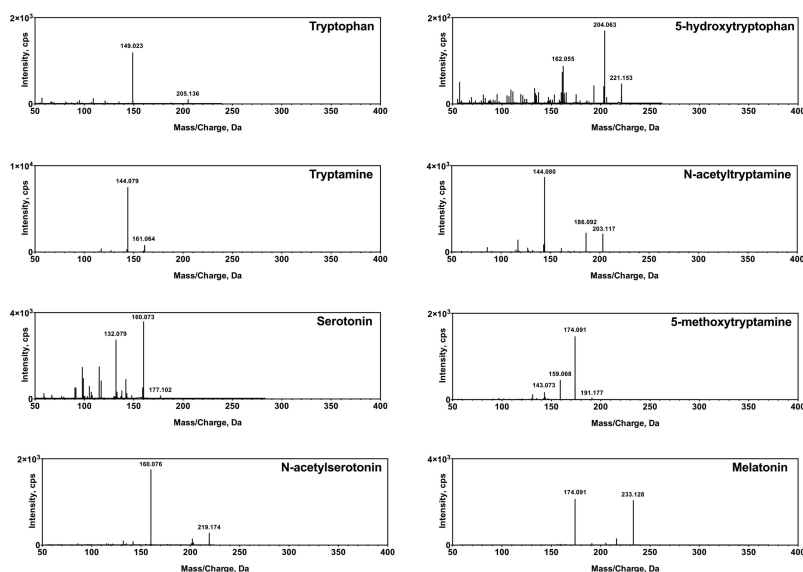 Tryptophan
Intensity, cps
2×10³
0
149.023
205.136
50 100 150 200 250 300 350 400
Mass/Charge, Da
5-hydroxytryptophan
Intensity, cps
2×10²
0
162.055
204.063
221.153
50 100 150 200 250 300 350 400
Mass/Charge, Da
Tryptamine
Intensity, cps
1×10⁴
0
144.079
161.064
50 100 150 200 250 300 350 400
Mass/Charge, Da
N-acetyltryptamine
Intensity, cps
4×10³
0
144.080
186.092
203.117
50 100 150 200 250 300 350 400
Mass/Charge, Da
Serotonin
Intensity, cps
4×10³
0
132.079
160.073
177.102
50 100 150 200 250 300 350 400
Mass/Charge, Da
5-methoxytryptamine
Intensity, cps
2×10³
0
143.073
159.068
174.091
191.177
50 100 150 200 250 300 350 400
Mass/Charge, Da
N-acetylserotonin
Intensity, cps
2×10³
0
160.076
219.174
50 100 150 200 250 300 350 400
Mass/Charge, Da
Melatonin
Intensity, cps
4×10³
0
174.091
233.128
50 100 150 200 250 300 350 400
Mass/Charge, Da